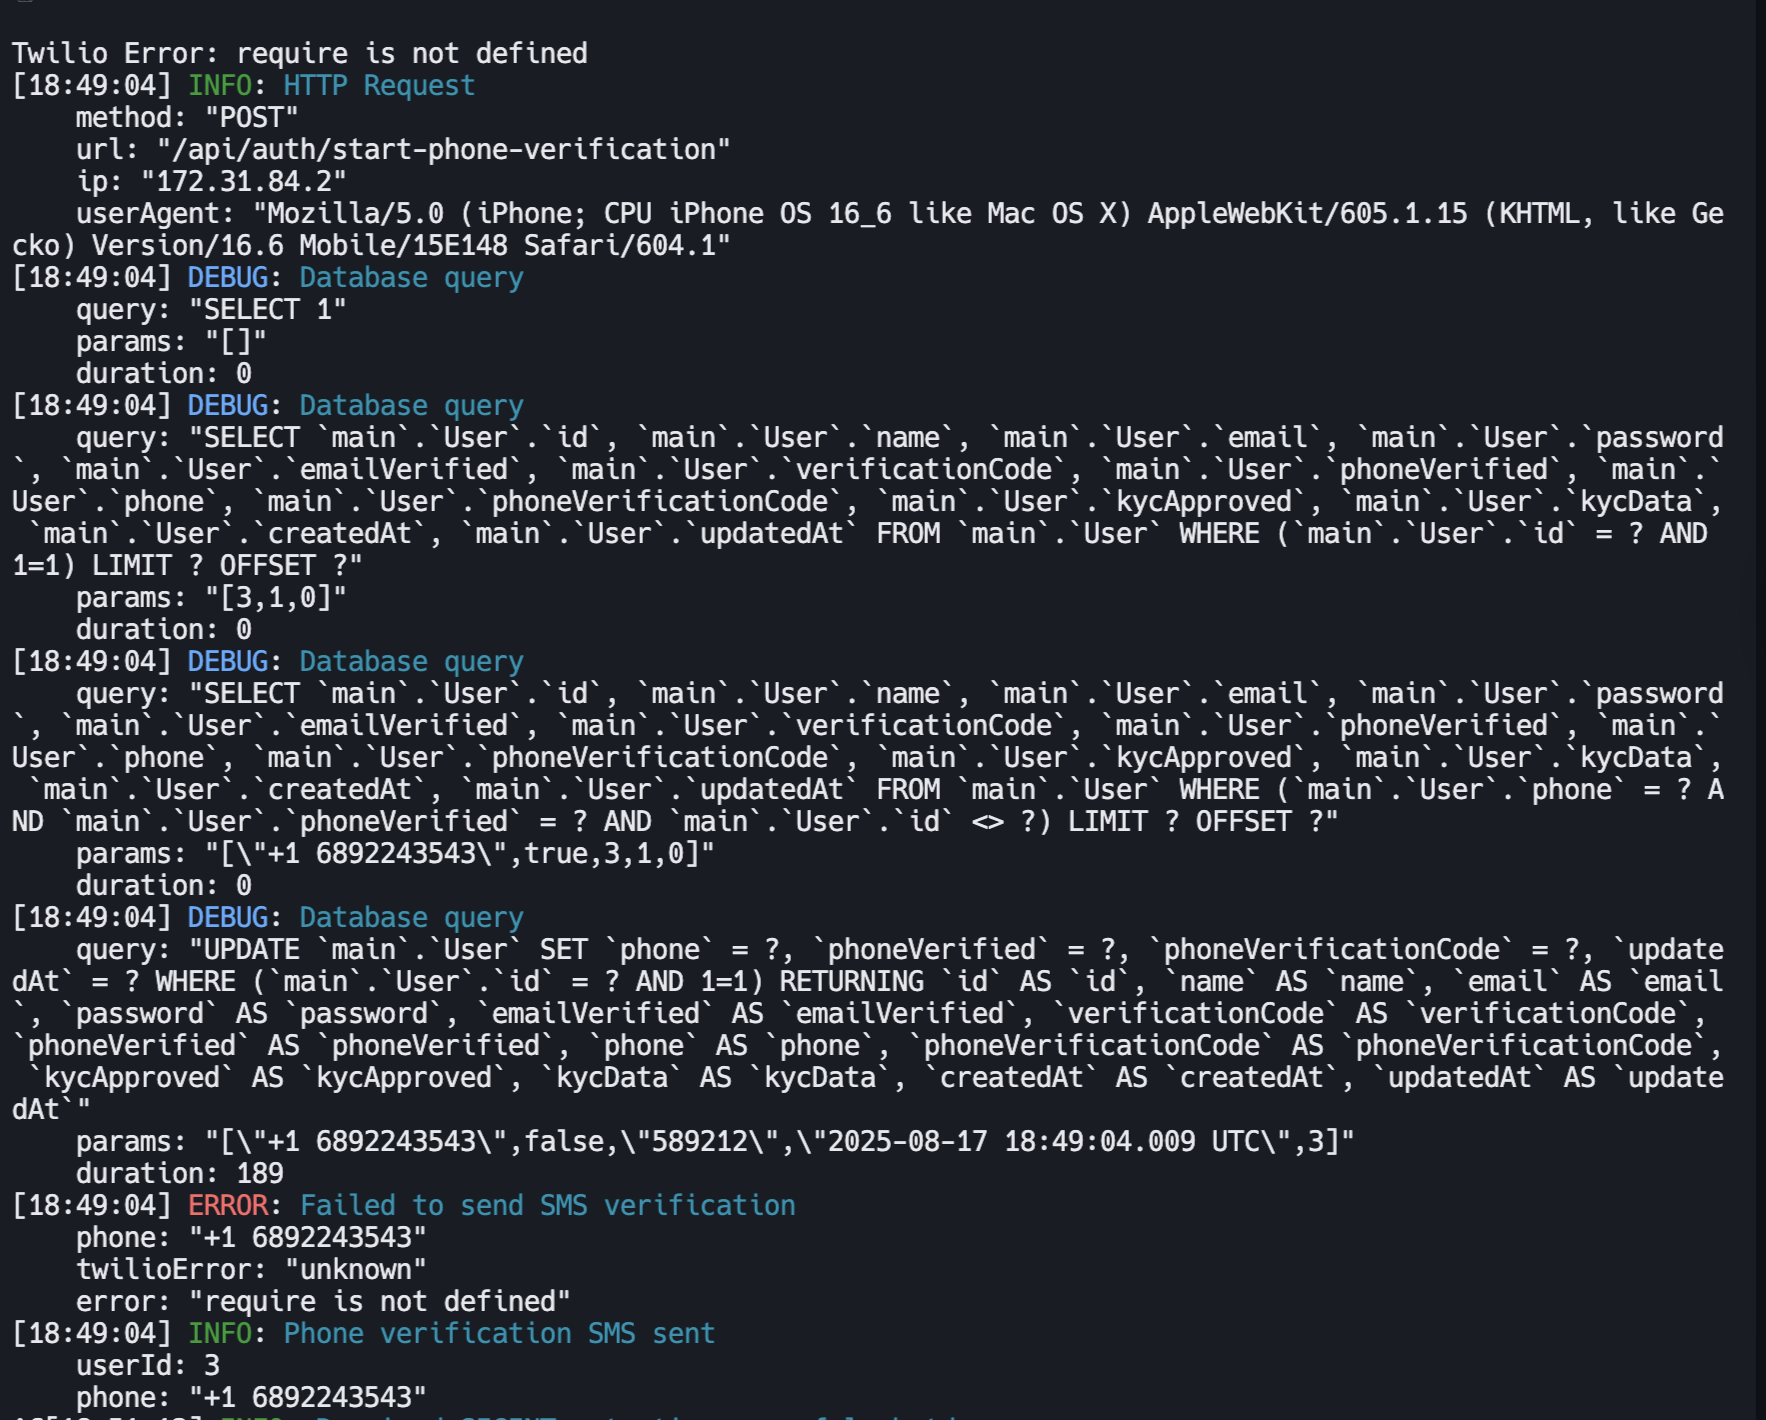 Twilio Error: require is not defined
[18:49:04] INFO: HTTP Request
    method: "POST"
    url: "/api/auth/start-phone-verification"
    ip: "172.31.84.2"
    userAgent: "Mozilla/5.0 (iPhone; CPU iPhone OS 16_6 like Mac OS X) AppleWebKit/605.1.15 (KHTML, like Ge
cko) Version/16.6 Mobile/15E148 Safari/604.1"
[18:49:04] DEBUG: Database query
    query: "SELECT 1"
    params: "[]"
    duration: 0
[18:49:04] DEBUG: Database query
    query: "SELECT `main`.`User`.`id`, `main`.`User`.`name`, `main`.`User`.`email`, `main`.`User`.`password
`, `main`.`User`.`emailVerified`, `main`.`User`.`verificationCode`, `main`.`User`.`phoneVerified`, `main`.`
User`.`phone`, `main`.`User`.`phoneVerificationCode`, `main`.`User`.`kycApproved`, `main`.`User`.`kycData`,
 `main`.`User`.`createdAt`, `main`.`User`.`updatedAt` FROM `main`.`User` WHERE (`main`.`User`.`id` = ? AND
1=1) LIMIT ? OFFSET ?"
    params: "[3,1,0]"
    duration: 0
[18:49:04] DEBUG: Database query
    query: "SELECT `main`.`User`.`id`, `main`.`User`.`name`, `main`.`User`.`email`, `main`.`User`.`password
`, `main`.`User`.`emailVerified`, `main`.`User`.`verificationCode`, `main`.`User`.`phoneVerified`, `main`.`
User`.`phone`, `main`.`User`.`phoneVerificationCode`, `main`.`User`.`kycApproved`, `main`.`User`.`kycData`,
 `main`.`User`.`createdAt`, `main`.`User`.`updatedAt` FROM `main`.`User` WHERE (`main`.`User`.`phone` = ? A
ND `main`.`User`.`phoneVerified` = ? AND `main`.`User`.`id` <> ?) LIMIT ? OFFSET ?"
    params: "[\"+1 6892243543\",true,3,1,0]"
    duration: 0
[18:49:04] DEBUG: Database query
    query: "UPDATE `main`.`User` SET `phone` = ?, `phoneVerified` = ?, `phoneVerificationCode` = ?, `update
dAt` = ? WHERE (`main`.`User`.`id` = ? AND 1=1) RETURNING `id` AS `id`, `name` AS `name`, `email` AS `email
`, `password` AS `password`, `emailVerified` AS `emailVerified`, `verificationCode` AS `verificationCode`,
`phoneVerified` AS `phoneVerified`, `phone` AS `phone`, `phoneVerificationCode` AS `phoneVerificationCode`,
 `kycApproved` AS `kycApproved`, `kycData` AS `kycData`, `createdAt` AS `createdAt`, `updatedAt` AS `update
dAt`"
    params: "[\"+1 6892243543\",false,\"589212\",\"2025-08-17 18:49:04.009 UTC\",3]"
    duration: 189
[18:49:04] ERROR: Failed to send SMS verification
    phone: "+1 6892243543"
    twilioError: "unknown"
    error: "require is not defined"
[18:49:04] INFO: Phone verification SMS sent
    userId: 3
    phone: "+1 6892243543"